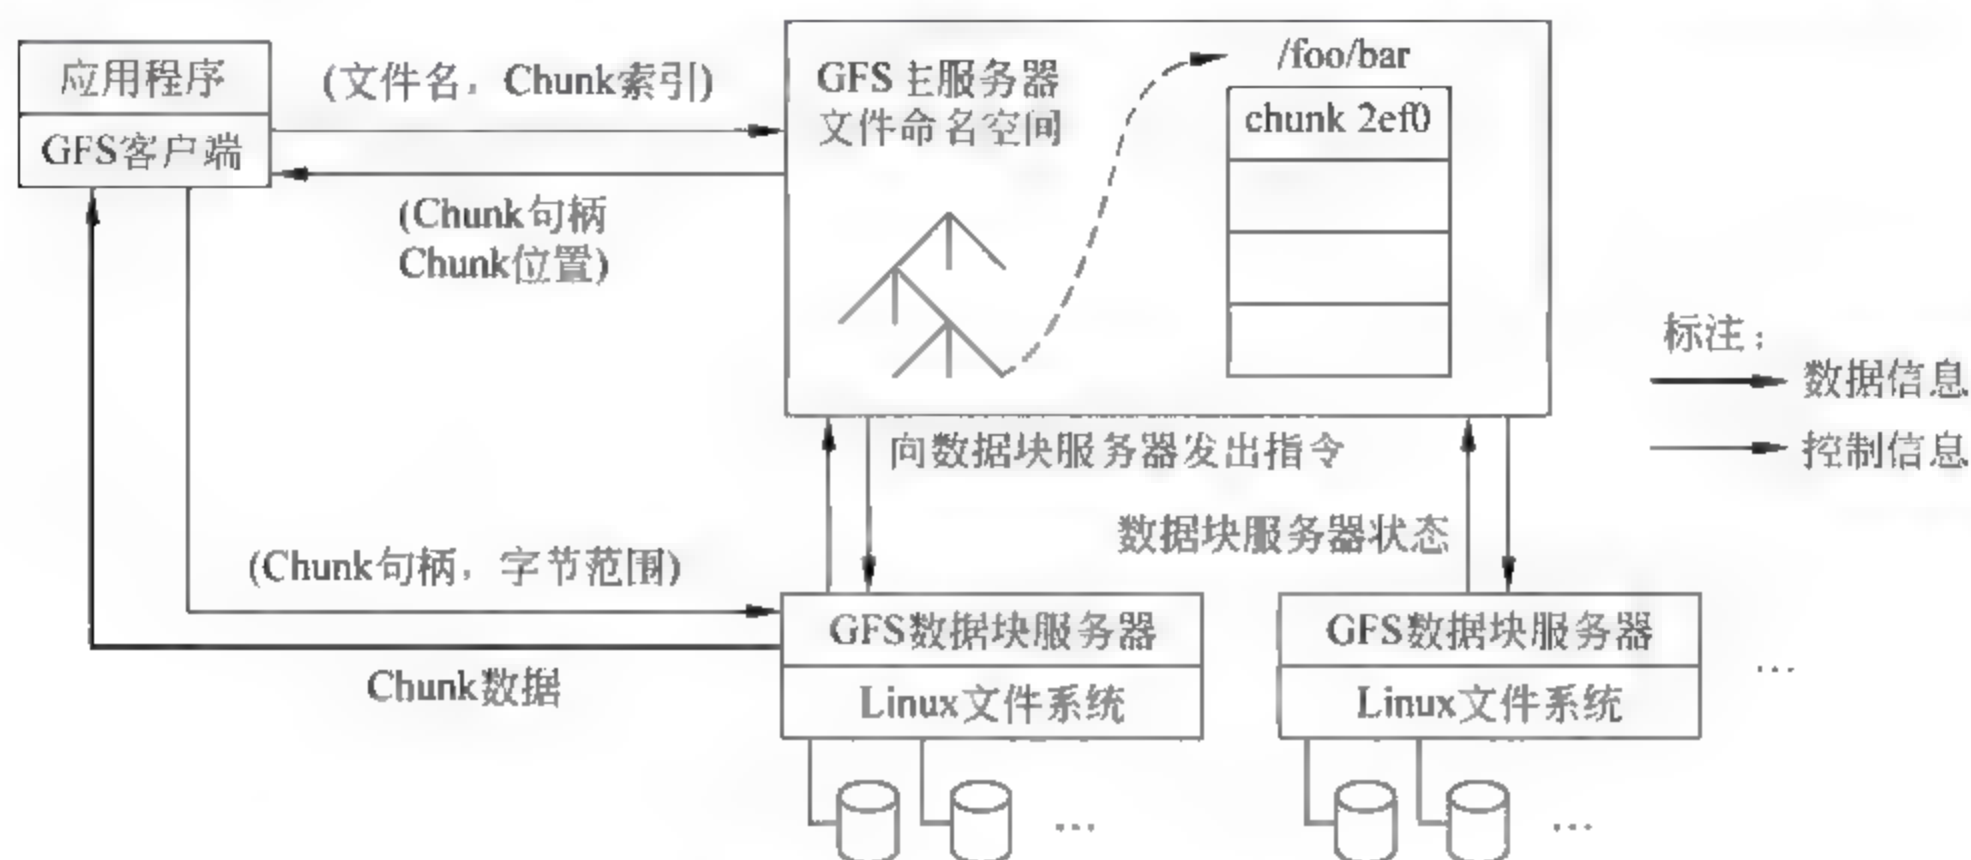 应用程序
GFS客户端
(文件名，Chunk索引)
(Chunk句柄
Chunk位置)
GFS主服务器
文件命名空间
/foo/bar
chunk 2ef0
标注：
数据信息
控制信息
向数据块服务器发出指令
数据块服务器状态
(Chunk句柄，字节范围)
Chunk数据
GFS数据块服务器
Linux文件系统
…
GFS数据块服务器
Linux文件系统
…
…